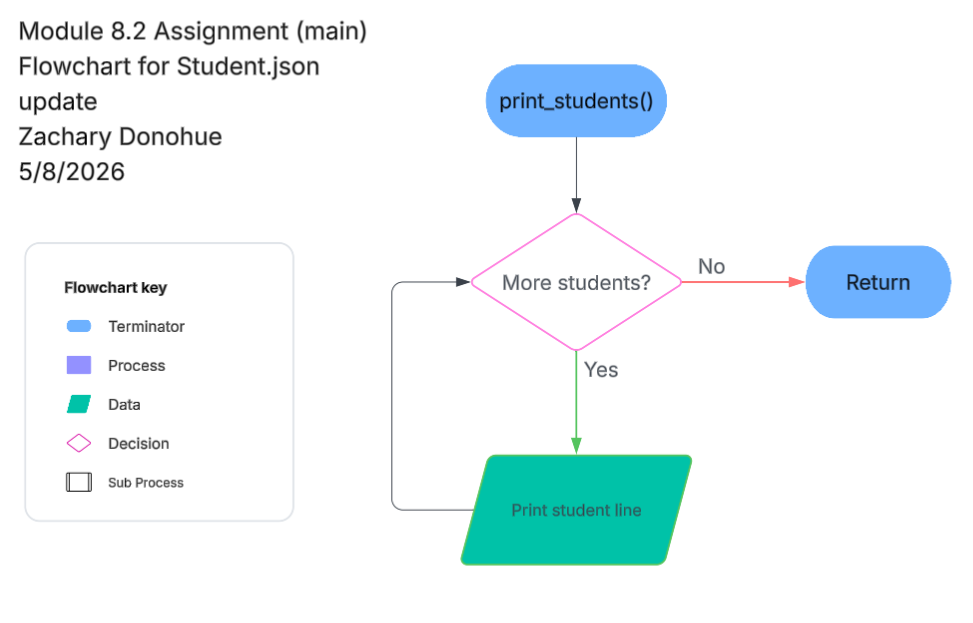 Module 8.2 Assignment (main)
Flowchart for Student.json
update
Zachary Donohue
5/8/2026
print_students()
More students?
No
Return
Yes
Print student line
Flowchart key
Terminator
Process
Data
Decision
Sub Process